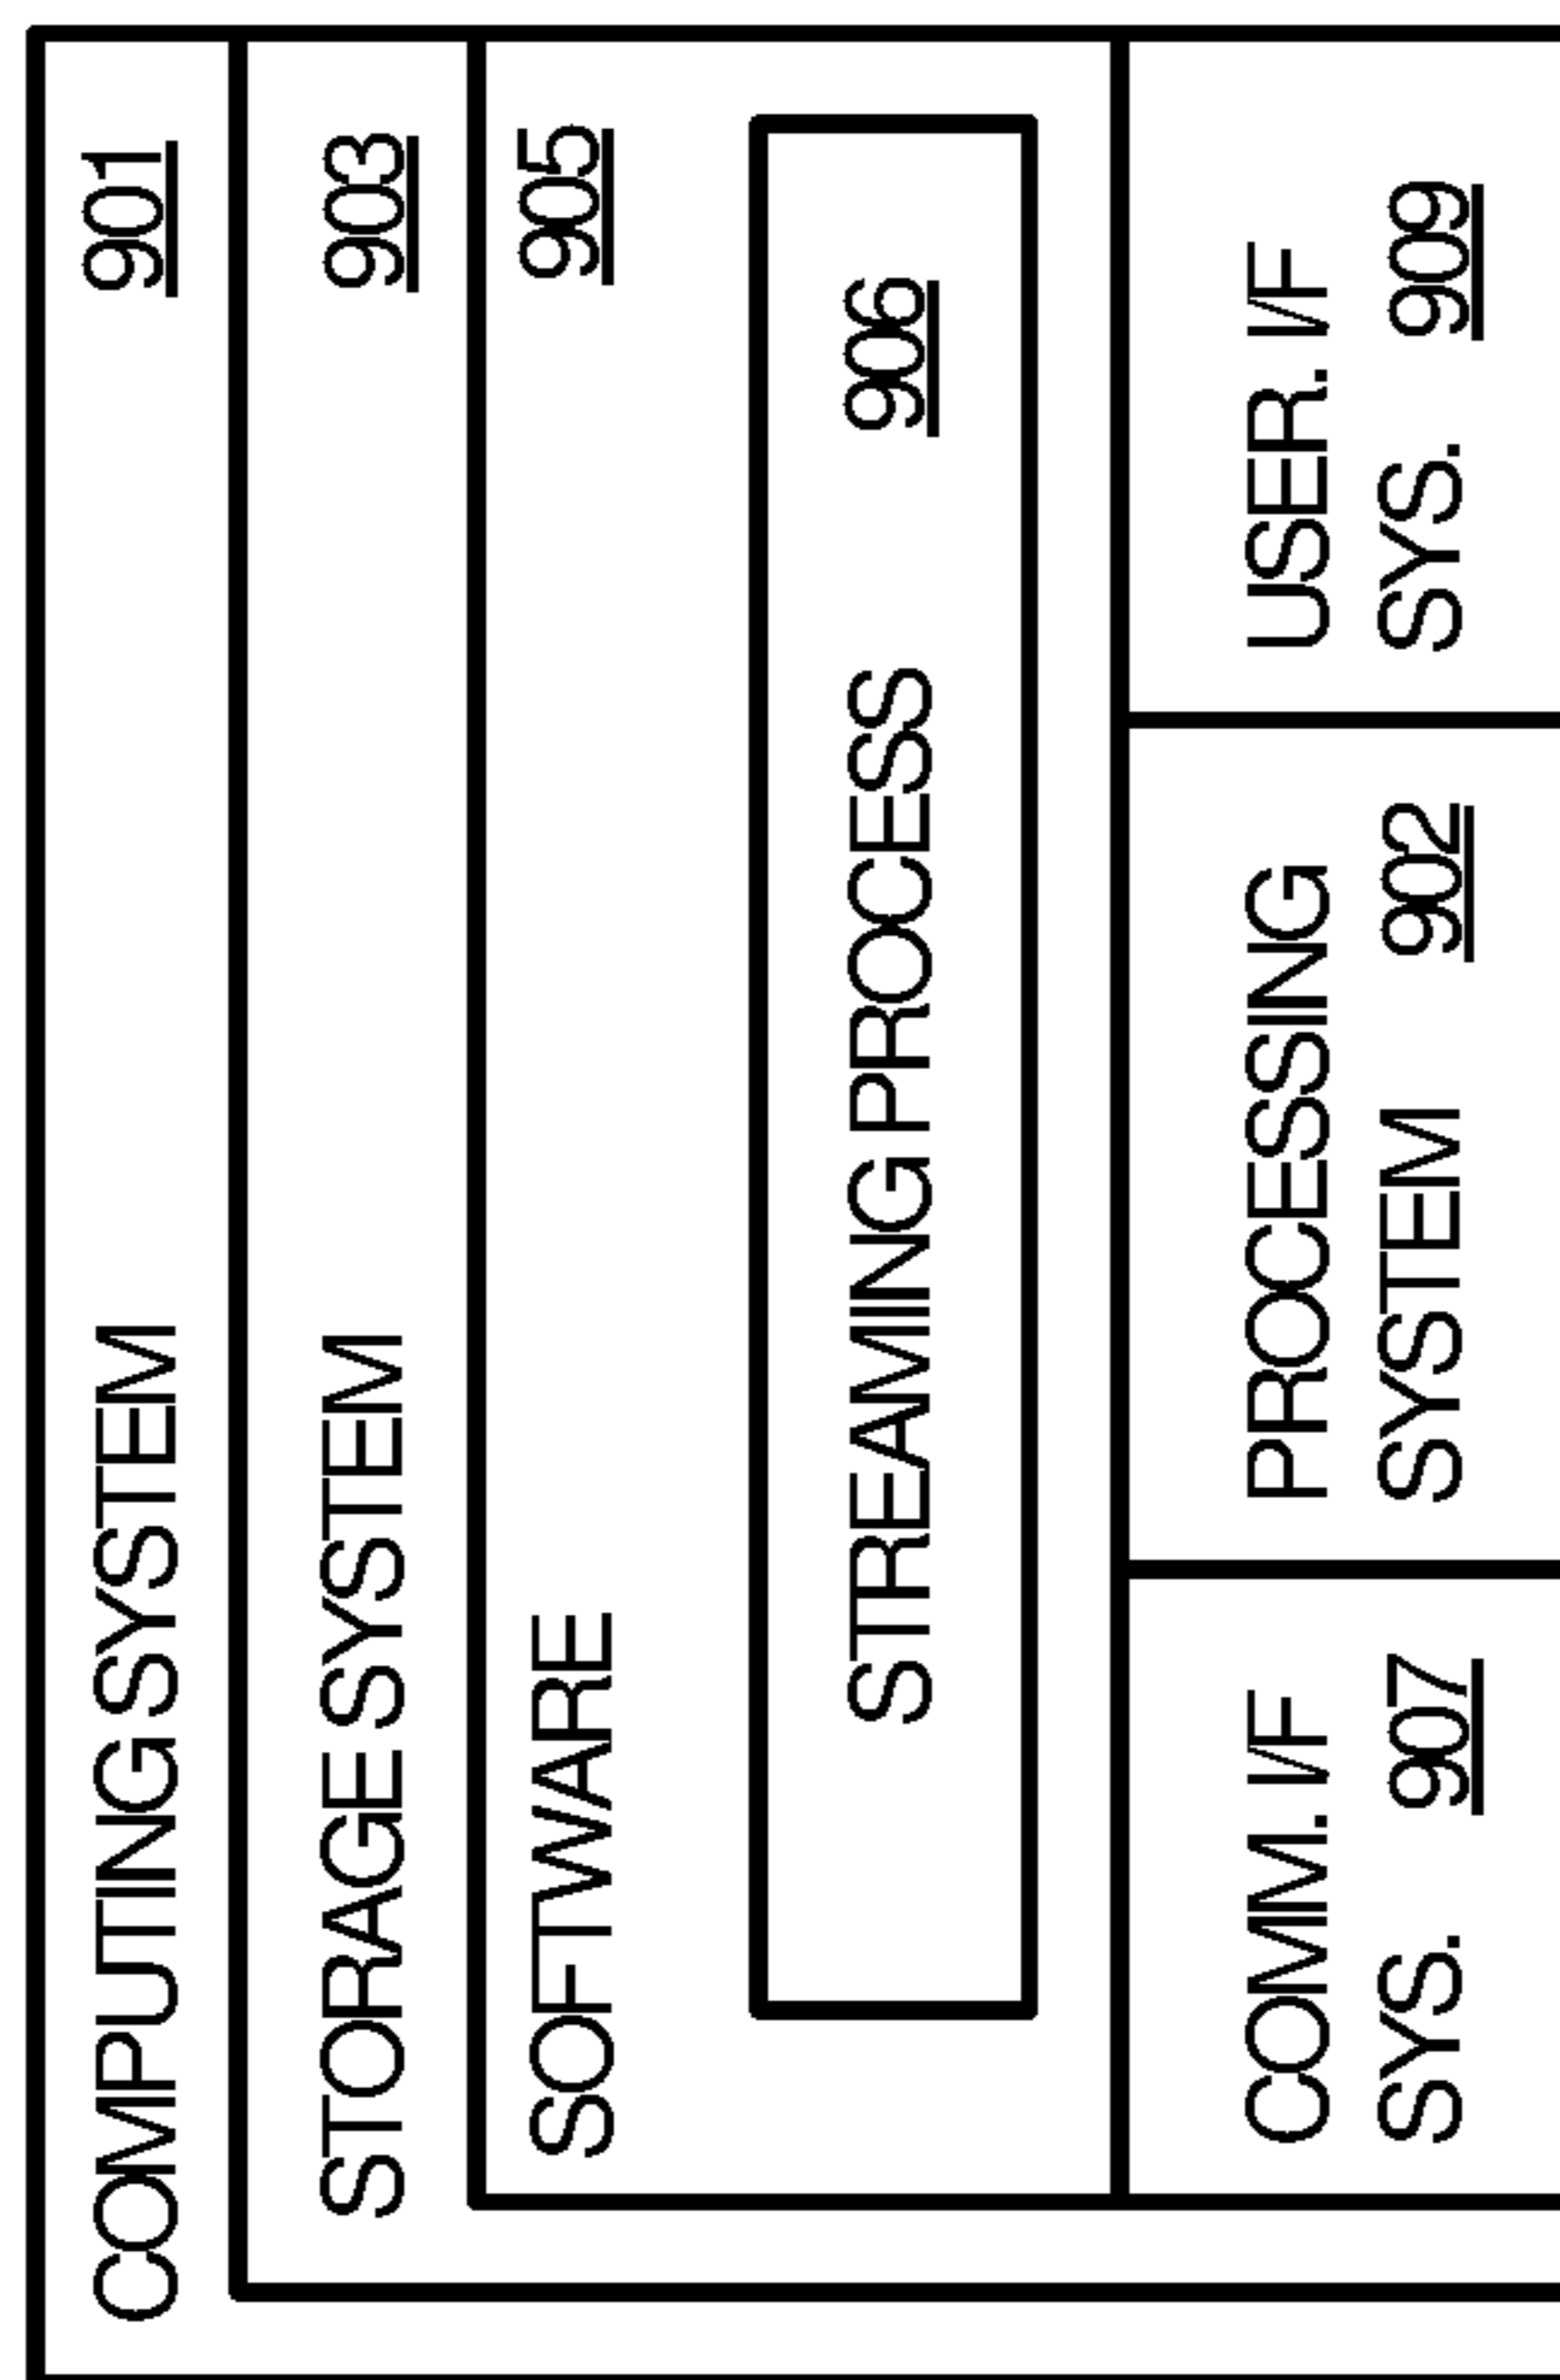 COMPUTING SYSTEM 901
STORAGE SYSTEM 903
SOFTWARE 905
STREAMING PROCESS 906
COMM. I/F
SYS. 907
PROCESSING
SYSTEM 902
USER. I/F
SYS. 909